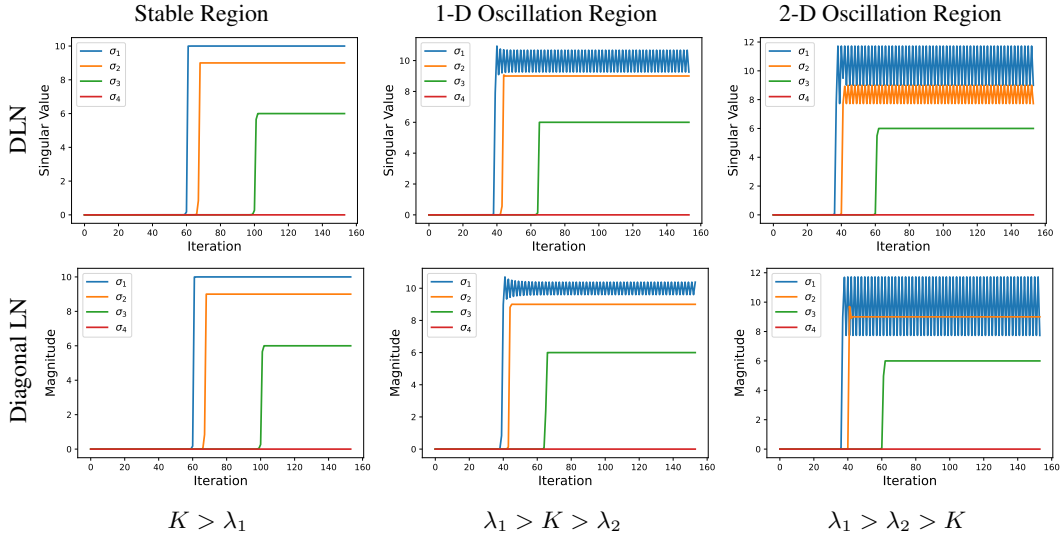 Stable Region
1-D Oscillation Region
2-D Oscillation Region
DLN
Singular Value
10
8
6
4
2
0
σ1
σ2
σ3
σ4
0 20 40 60 80 100 120 140 160
Iteration
Singular Value
10
8
6
4
2
0
σ1
σ2
σ3
σ4
0 20 40 60 80 100 120 140 160
Iteration
Singular Value
12
10
8
6
4
2
0
σ1
σ2
σ3
σ4
0 20 40 60 80 100 120 140 160
Iteration
Diagonal LN
Magnitude
10
8
6
4
2
0
σ1
σ2
σ3
σ4
0 20 40 60 80 100 120 140 160
Iteration
Magnitude
10
8
6
4
2
0
σ1
σ2
σ3
σ4
0 20 40 60 80 100 120 140 160
Iteration
Magnitude
12
10
8
6
4
2
0
σ1
σ2
σ3
σ4
0 20 40 60 80 100 120 140 160
Iteration
K > λ1
λ1 > K > λ2
λ1 > λ2 > K